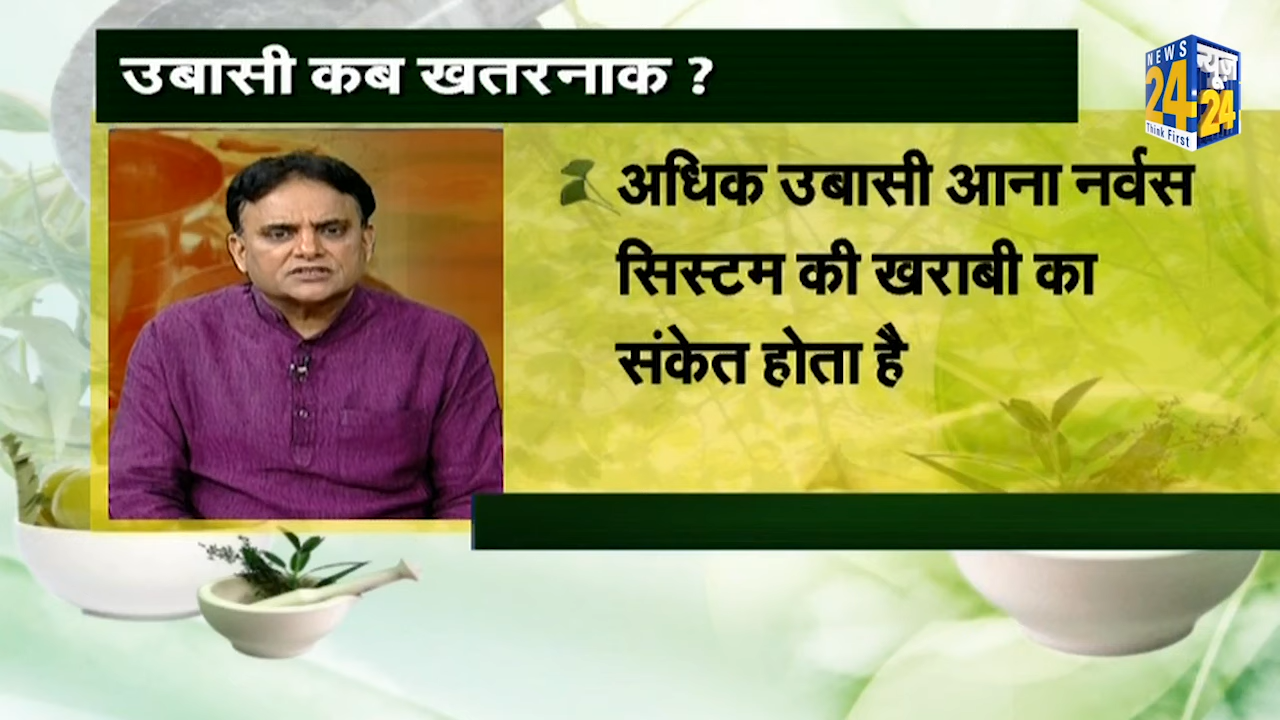 उबासी कब खतरनाक ?
NEWS
24
Think First
न्यूज़
24
अधिक उबासी आना नर्वस
सिस्टम की खराबी का
संकेत होता है